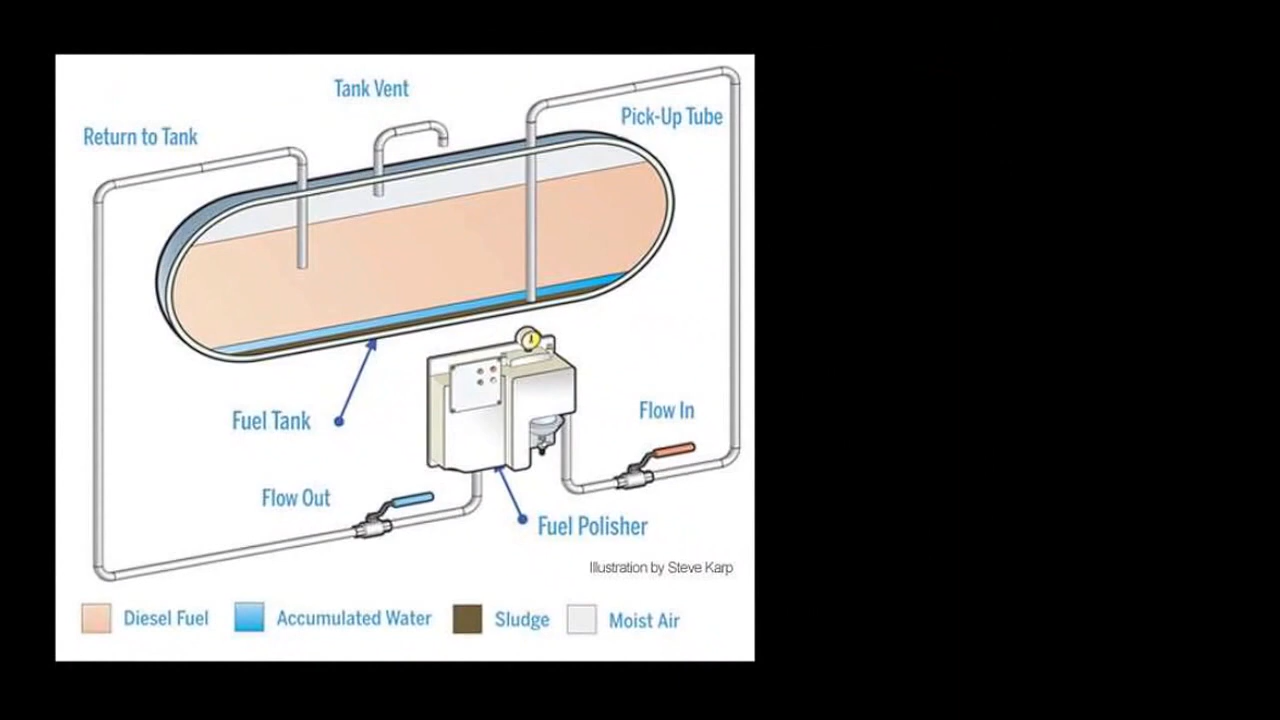 Tank Vent
Pick-Up Tube
Return to Tank
Flow In
Fuel Tank
Flow Out
Fuel Polisher
Illustration by Steve Karp
Diesel Fuel
Accumulated Water
Sludge
Moist Air